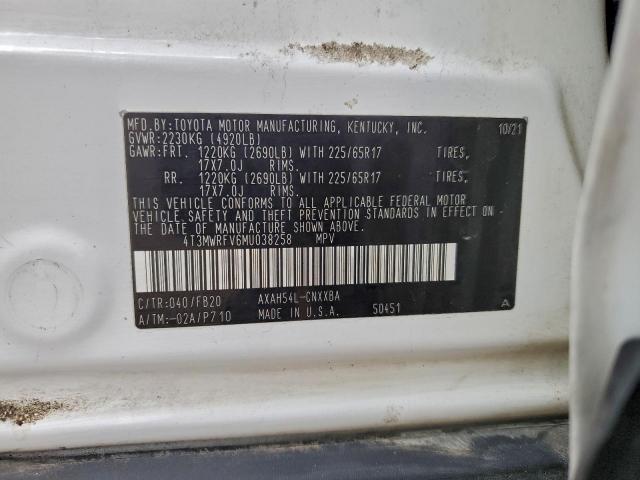 MFD.BY:TOYOTA MOTOR MANUFACTURING, KENTUCKY, INC. 10/21
GVWR:2230KG (4920LB)
GAWR:FRT. 1220KG (2690LB) WITH 225/65R17 TIRES,
17X7.0J RIMS.
RR. 1220KG (2690LB) WITH 225/65R17 TIRES,
17X7.0J RIMS.
THIS VEHICLE CONFORMS TO ALL APPLICABLE FEDERAL MOTOR
VEHICLE SAFETY AND THEFT PREVENTION STANDARDS IN EFFECT ON
THE DATE OF MANUFACTURE SHOWN ABOVE.
4T3MWRFV6MU038258 MPV
C/TR:040/FB20 AXAH54L-CNXXBA
A/TM:-02A/P710 MADE IN U.S.A. 50451 A